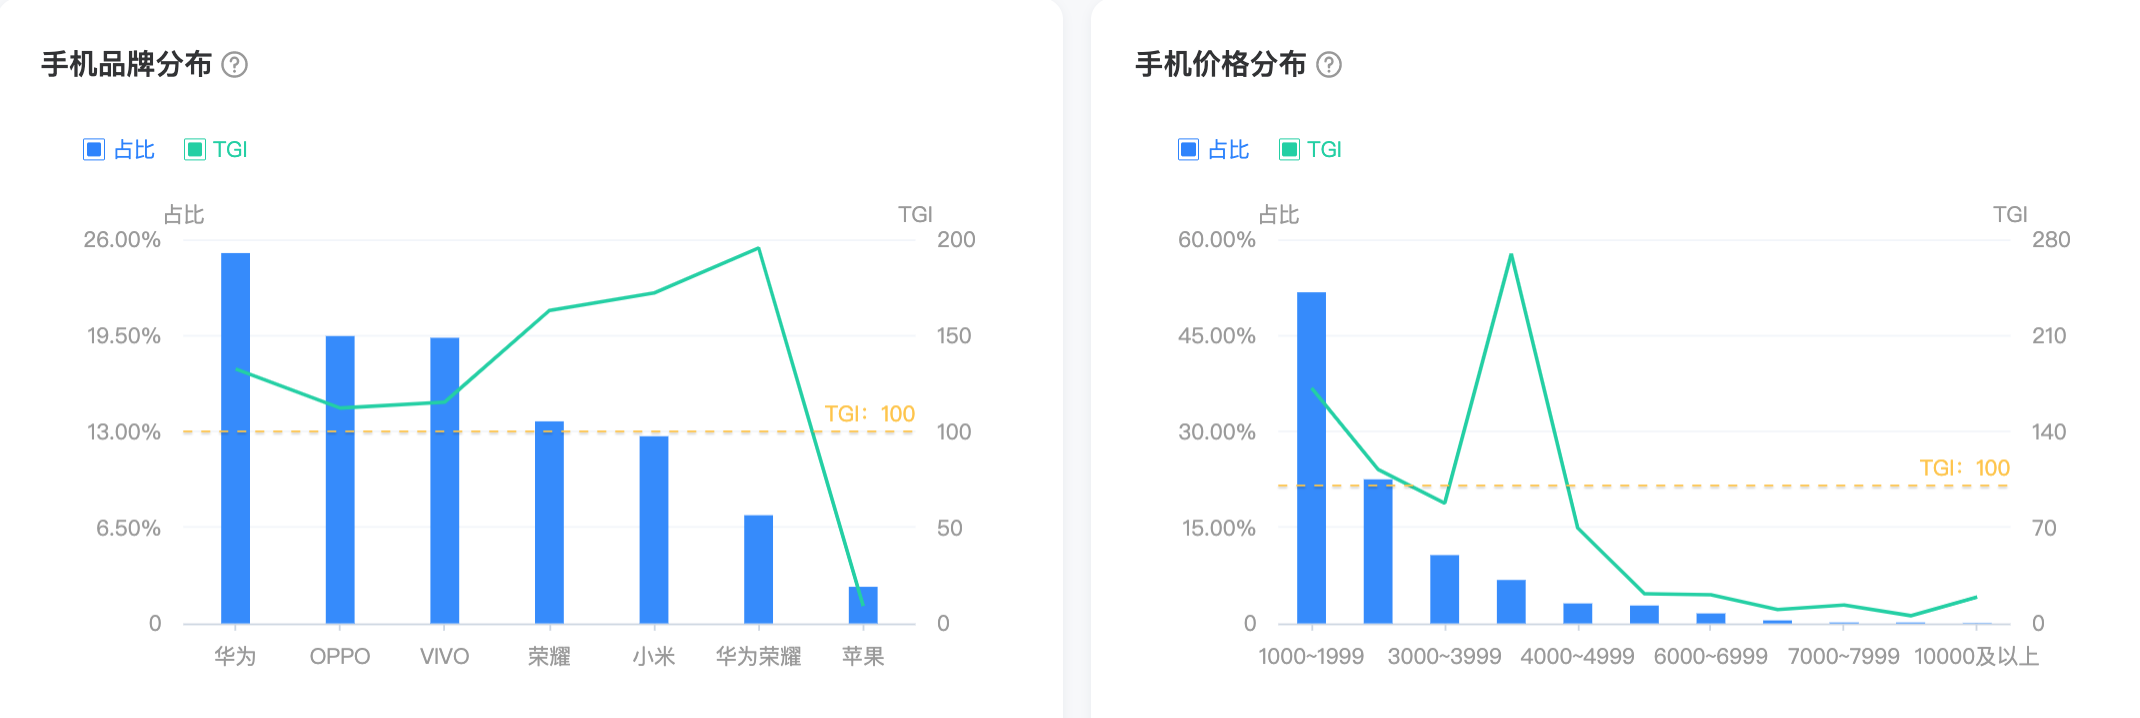 手机品牌分布 ?
占比 TGI
占比 TGI
26.00% 200
19.50% 150
TGI：100
13.00% 100
6.50% 50
0 0
华为 OPPO VIVO 荣耀 小米 华为荣耀 苹果
手机价格分布 ?
占比 TGI
占比 TGI
60.00% 280
45.00% 210
30.00% 140
TGI：100
15.00% 70
0 0
1000~1999 3000~3999 4000~4999 6000~6999 7000~7999 10000及以上